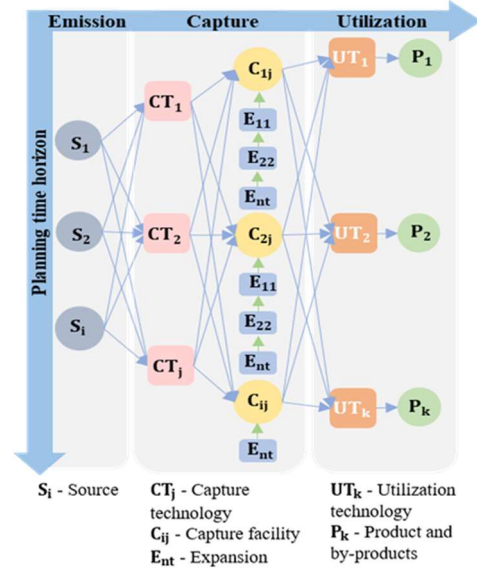 Emission Capture Utilization
Planning time horizon
S₁
S₂
Sᵢ
CT₁
CT₂
CTⱼ
C₁ⱼ
E₁₁
E₂₂
Eₙₜ
C₂ⱼ
E₁₁
E₂₂
Eₙₜ
Cᵢⱼ
Eₙₜ
UT₁
P₁
UT₂
P₂
UTₖ
Pₖ
Sᵢ - Source
CTⱼ - Capture
technology
Cᵢⱼ - Capture facility
Eₙₜ - Expansion
UTₖ - Utilization
technology
Pₖ - Product and
by-products